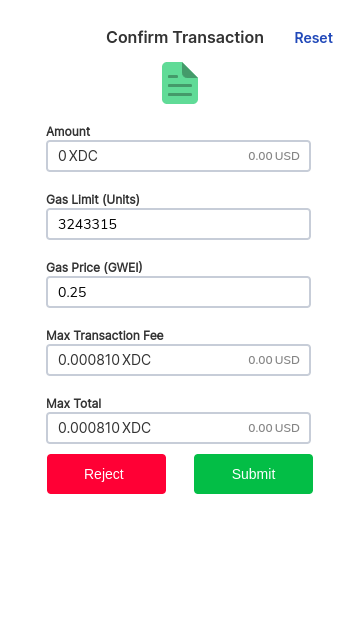 Confirm Transaction Reset
Amount
0 XDC 0.00 USD
Gas Limit (Units)
3243315
Gas Price (GWEI)
0.25
Max Transaction Fee
0.000810 XDC 0.00 USD
Max Total
0.000810 XDC 0.00 USD
Reject Submit